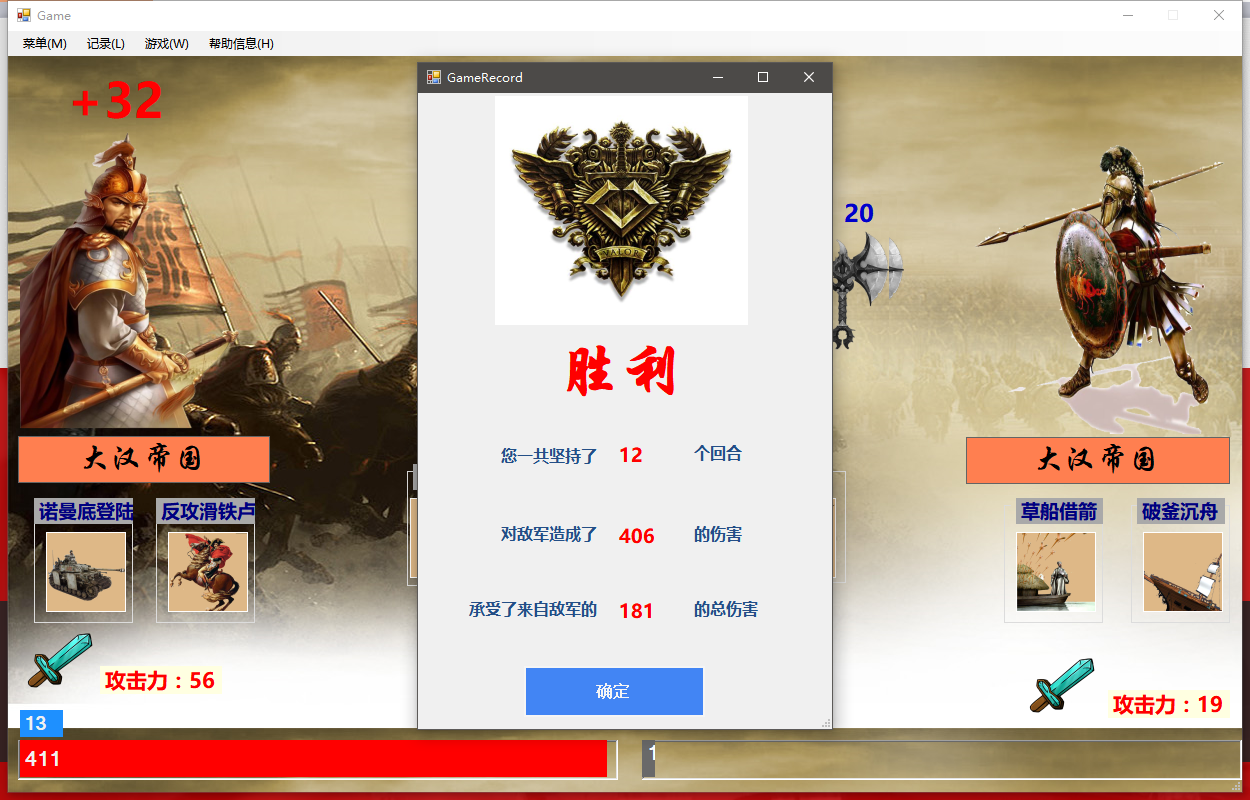 Game
菜单(M) 记录(L) 游戏(W) 帮助信息(H)
GameRecord
+32
VALOR
20
胜利
大汉帝国
大汉帝国
您一共坚持了 12 个回合
诺曼底登陆 反攻滑铁卢
草船借箭 破釜沉舟
对敌军造成了 406 的伤害
承受了来自敌军的 181 的总伤害
攻击力：56
确定
攻击力：19
13
411
1